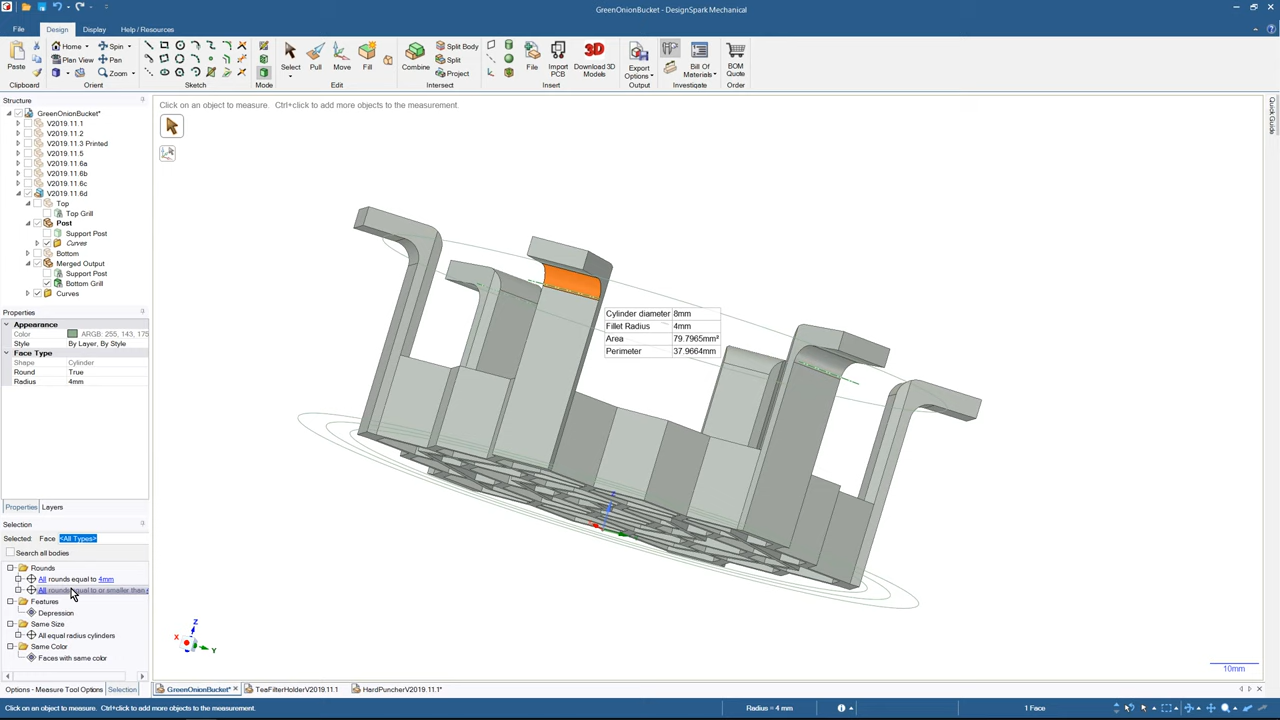 GreenOnionBucket - DesignSpark Mechanical
File Design Display Help / Resources
Paste
Clipboard
Home Spin
Plan View Pan
Zoom
Orient
Sketch
Mode
Select Pull Move Fill
Edit
Combine
Split Body
Split
Project
Intersect
File Import PCB Download 3D Models
Insert
Export Options
Output
Bill Of Materials
Investigate
BOM Quote
Order
Structure
GreenOnionBucket*
V2019.11.1
V2019.11.2
V2019.11.3 Printed
V2019.11.5
V2019.11.6a
V2019.11.6b
V2019.11.6c
V2019.11.6d
Top
Top Grill
Post
Support Post
Curves
Bottom
Merged Output
Support Post
Bottom Grill
Curves
Properties
Appearance
Color ARGB: 255, 143, 175
Style By Layer, By Style
Face Type
Shape Cylinder
Round True
Radius 4mm
Properties Layers
Selection
Selected: Face <All Types>
Search all bodies
Rounds
All rounds equal to 4mm
All rounds equal to or smaller than
Features
Depression
Same Size
All equal radius cylinders
Same Color
Faces with same color
Options - Measure Tool Options Selection
Click on an object to measure. Ctrl+click to add more objects to the measurement.
Cylinder diameter 8mm
Fillet Radius 4mm
Area 79.7965mm²
Perimeter 37.9664mm
Z
Z
X
Y
10mm
Quick Guide
GreenOnionBucket* TeaFilterHolderV2019.11.1 HardPuncherV2019.11.1*
Click on an object to measure. Ctrl+click to add more objects to the measurement.
Radius = 4 mm
1 Face